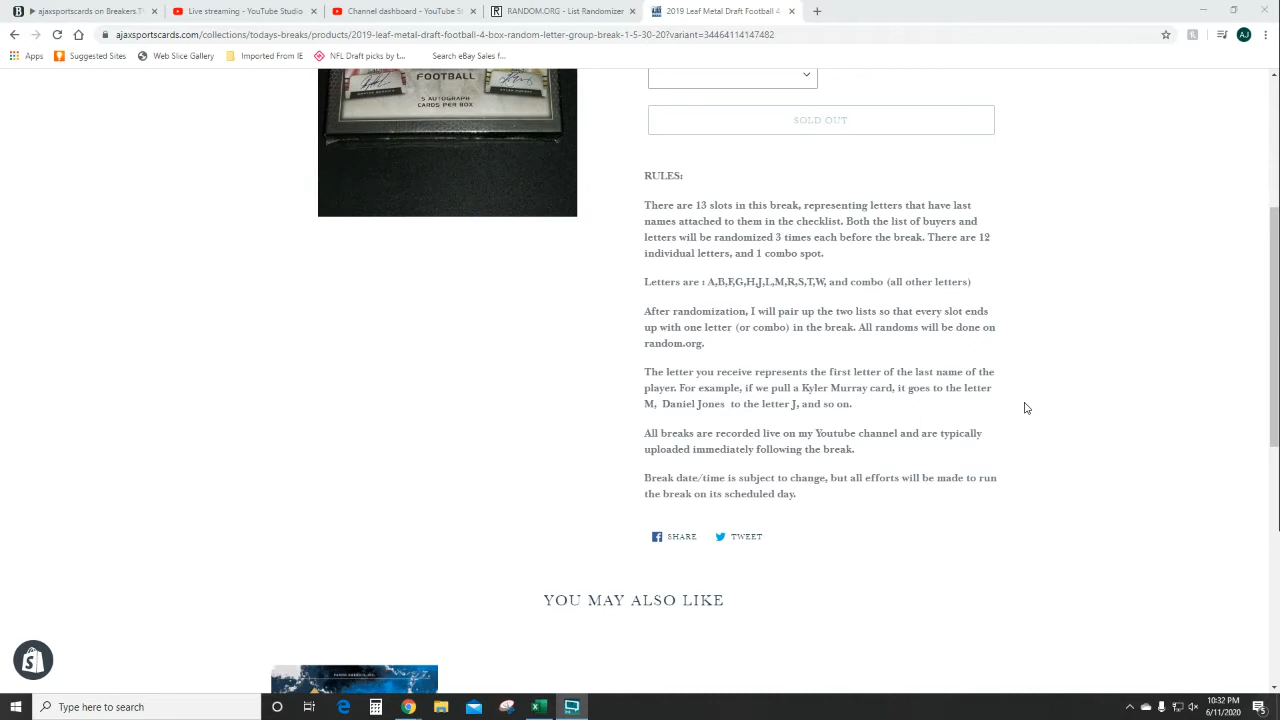 Breakers.T
Live streaming - YouTube Studio
Channel dashboard - YouTube St
RANDOM.ORG - List Randomizer
2019 Leaf Metal Draft Football 4
ajaxsportscards.com/collections/todays-breaks/products/2019-leaf-metal-draft-football-4-box-random-letter-group-break-1-5-30-20?variant=34464114147482
AJ
Apps
Suggested Sites
Web Slice Gallery
Imported From IE
NFL Draft picks by t...
Search eBay Sales f...
FOOTBALL
5 AUTOGRAPH
CARDS PER BOX
SOLD OUT
RULES:
There are 13 slots in this break, representing letters that have last
names attached to them in the checklist. Both the list of buyers and
letters will be randomized 3 times each before the break. There are 12
individual letters, and 1 combo spot.
Letters are : A,B,F,G,H,J,L,M,R,S,T,W, and combo (all other letters)
After randomization, I will pair up the two lists so that every slot ends
up with one letter (or combo) in the break. All randoms will be done on
random.org.
The letter you receive represents the first letter of the last name of the
player. For example, if we pull a Kyler Murray card, it goes to the letter
M,  Daniel Jones  to the letter J, and so on.
All breaks are recorded live on my Youtube channel and are typically
uploaded immediately following the break.
Break date/time is subject to change, but all efforts will be made to run
the break on its scheduled day.
SHARE
TWEET
YOU MAY ALSO LIKE
PANINI AMERICA, INC.
Type here to search
10:32 PM
6/11/2020